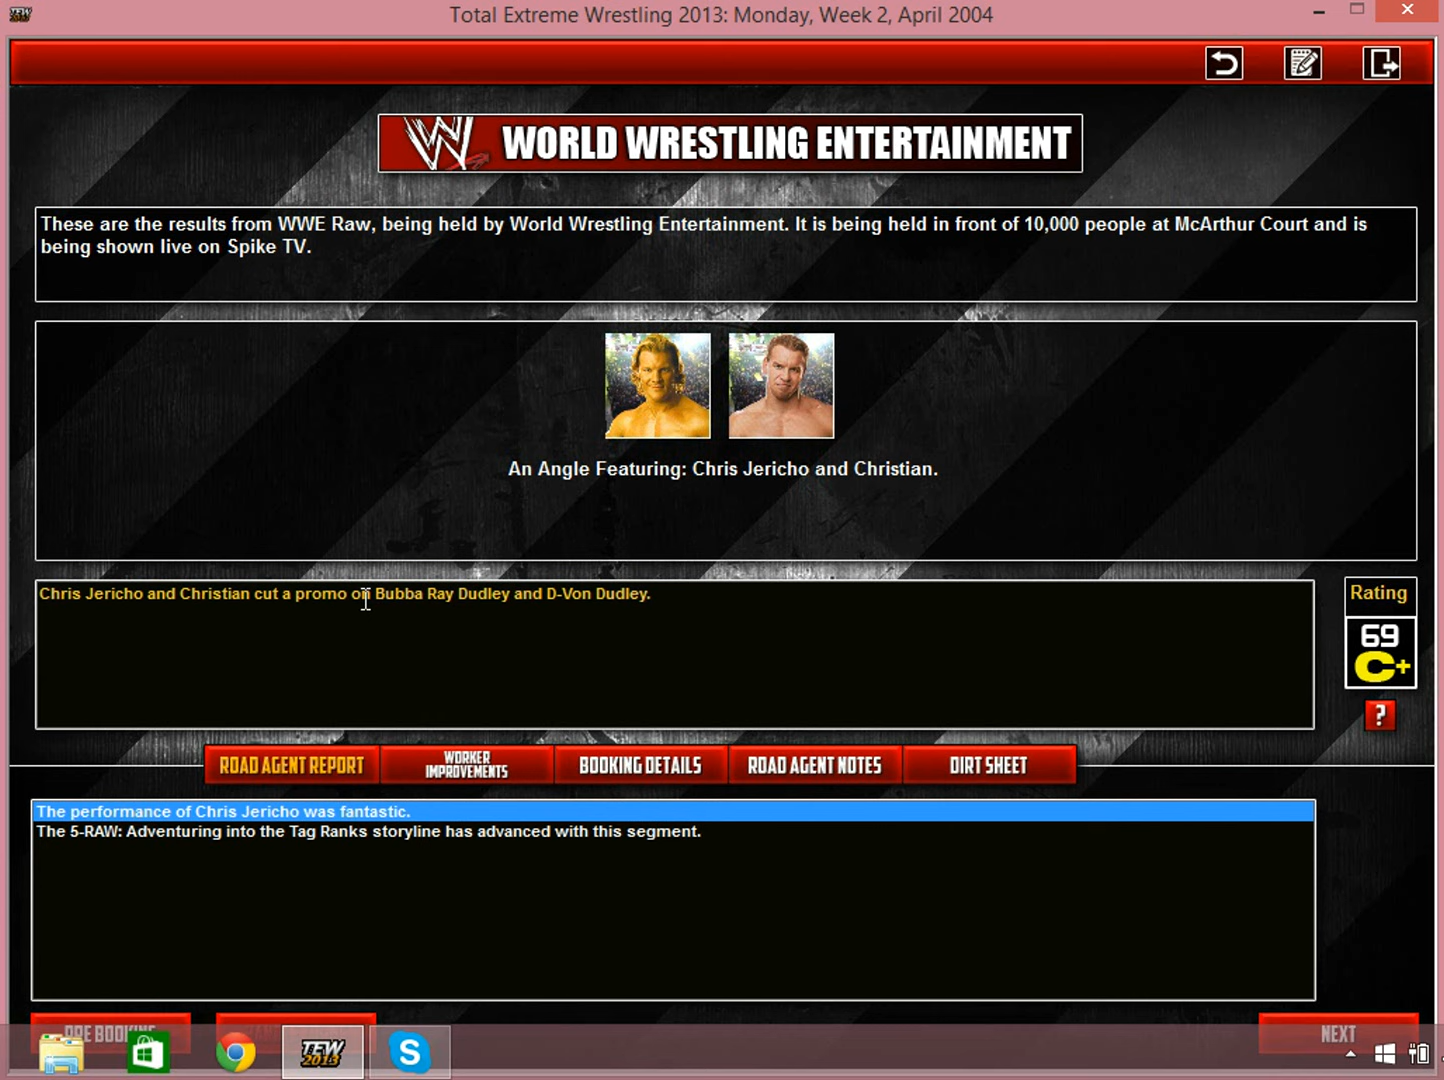 Total Extreme Wrestling 2013: Monday, Week 2, April 2004
WORLD WRESTLING ENTERTAINMENT
These are the results from WWE Raw, being held by World Wrestling Entertainment. It is being held in front of 10,000 people at McArthur Court and is
being shown live on Spike TV.
An Angle Featuring: Chris Jericho and Christian.
Chris Jericho and Christian cut a promo on Bubba Ray Dudley and D-Von Dudley.
Rating
69
C+
?
ROAD AGENT REPORT
WORKER
IMPROVEMENTS
BOOKING DETAILS
ROAD AGENT NOTES
DIRT SHEET
The performance of Chris Jericho was fantastic.
The 5-RAW: Adventuring into the Tag Ranks storyline has advanced with this segment.
PRE BOOKING
NEXT
TEW
2013
S